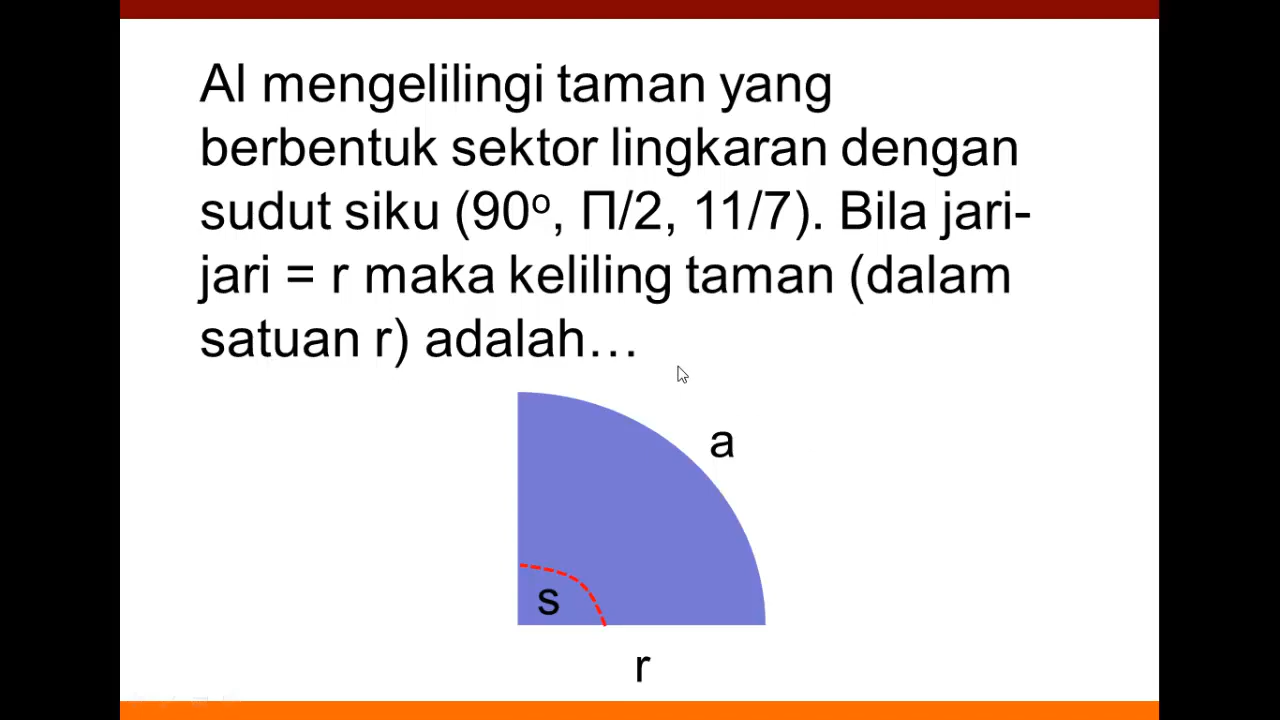 Al mengelilingi taman yang
berbentuk sektor lingkaran dengan
sudut siku (90º, Π/2, 11/7). Bila jari-
jari = r maka keliling taman (dalam
satuan r) adalah…
a
s
r